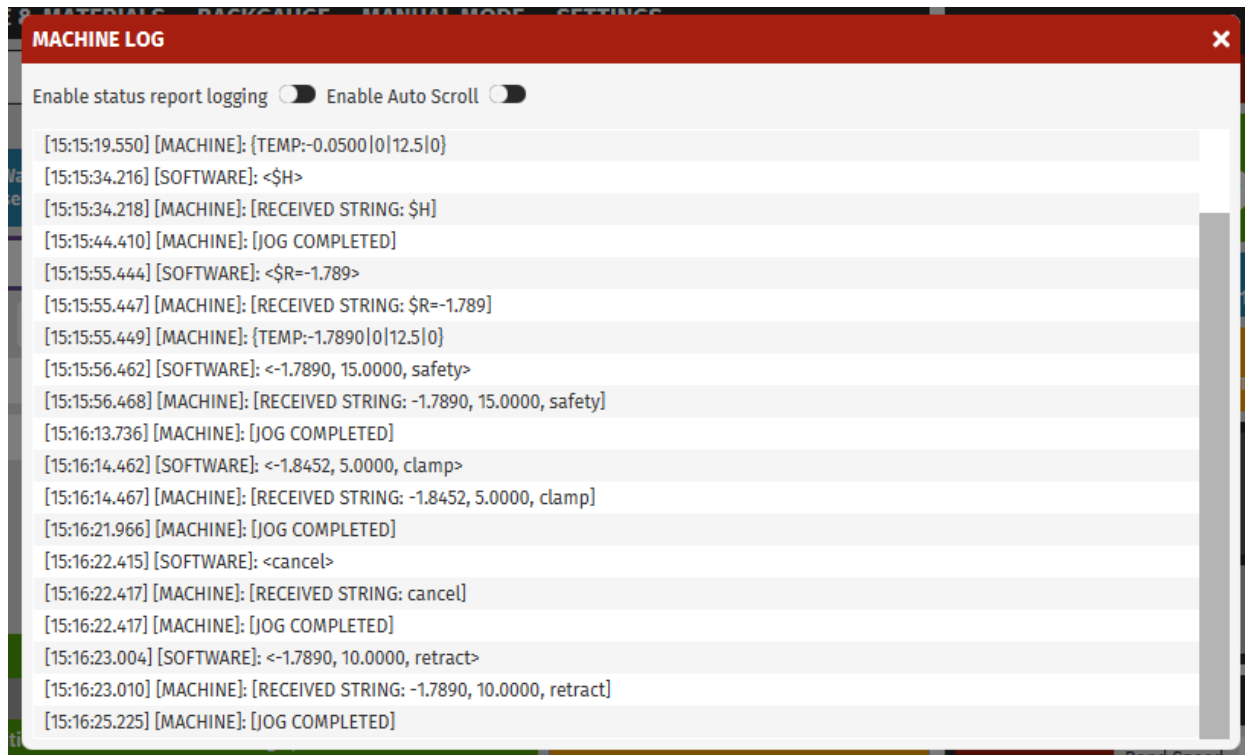 & MATERIALS BACKGAUGE MANUAL MODE SETTINGS
MACHINE LOG
Enable status report logging Enable Auto Scroll
[15:15:19.550] [MACHINE]: {TEMP:-0.0500|0|12.5|0}
[15:15:34.216] [SOFTWARE]: <$H>
[15:15:34.218] [MACHINE]: [RECEIVED STRING: $H]
[15:15:44.410] [MACHINE]: [JOG COMPLETED]
[15:15:55.444] [SOFTWARE]: <$R=-1.789>
[15:15:55.447] [MACHINE]: [RECEIVED STRING: $R=-1.789]
[15:15:55.449] [MACHINE]: {TEMP:-1.7890|0|12.5|0}
[15:15:56.462] [SOFTWARE]: <-1.7890, 15.0000, safety>
[15:15:56.468] [MACHINE]: [RECEIVED STRING: -1.7890, 15.0000, safety]
[15:16:13.736] [MACHINE]: [JOG COMPLETED]
[15:16:14.462] [SOFTWARE]: <-1.8452, 5.0000, clamp>
[15:16:14.467] [MACHINE]: [RECEIVED STRING: -1.8452, 5.0000, clamp]
[15:16:21.966] [MACHINE]: [JOG COMPLETED]
[15:16:22.415] [SOFTWARE]: <cancel>
[15:16:22.417] [MACHINE]: [RECEIVED STRING: cancel]
[15:16:22.417] [MACHINE]: [JOG COMPLETED]
[15:16:23.004] [SOFTWARE]: <-1.7890, 10.0000, retract>
[15:16:23.010] [MACHINE]: [RECEIVED STRING: -1.7890, 10.0000, retract]
[15:16:25.225] [MACHINE]: [JOG COMPLETED]